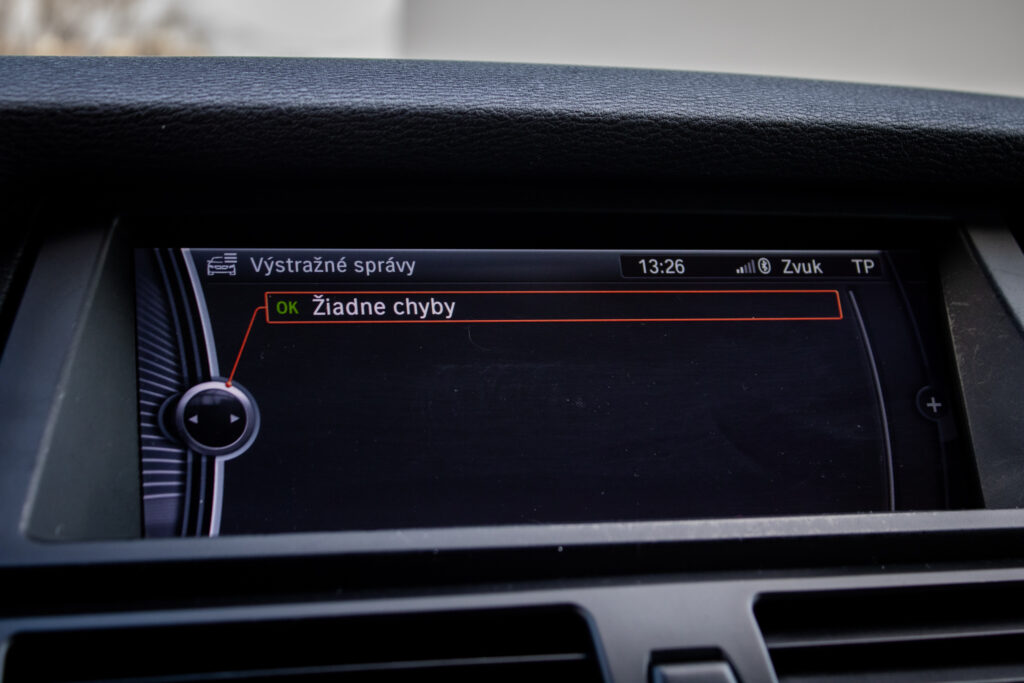 Výstražné správy 13:26 Zvuk TP
OK Žiadne chyby